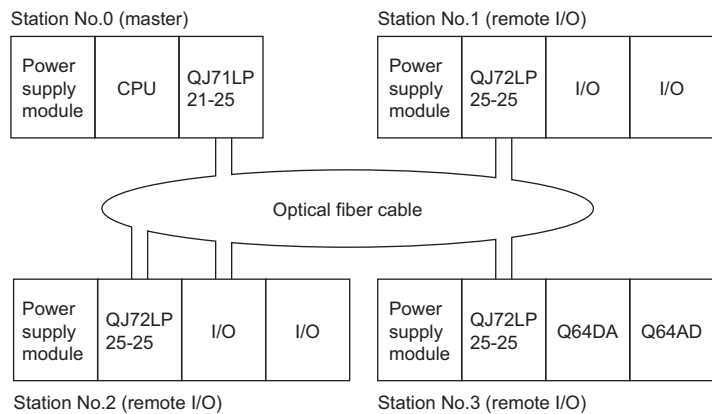 Station No.0 (master)
Power
supply
module
CPU
QJ71LP
21-25
Station No.1 (remote I/O)
Power
supply
module
QJ72LP
25-25
I/O
I/O
Optical fiber cable
Power
supply
module
QJ72LP
25-25
I/O
I/O
Station No.2 (remote I/O)
Power
supply
module
QJ72LP
25-25
Q64DA
Q64AD
Station No.3 (remote I/O)